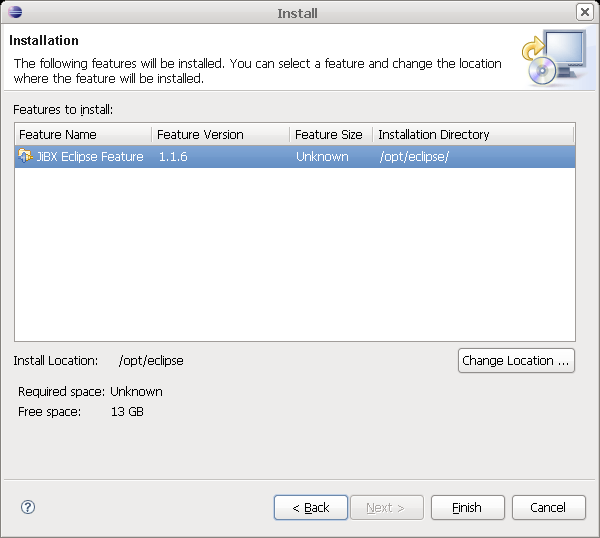 Install
Installation
The following features will be installed. You can select a feature and change the location
where the feature will be installed.
Features to install:
Feature Name Feature Version Feature Size Installation Directory
JiBX Eclipse Feature 1.1.6 Unknown /opt/eclipse/
Install Location: /opt/eclipse Change Location ...
Required space: Unknown
Free space: 13 GB
? < Back Next > Finish Cancel